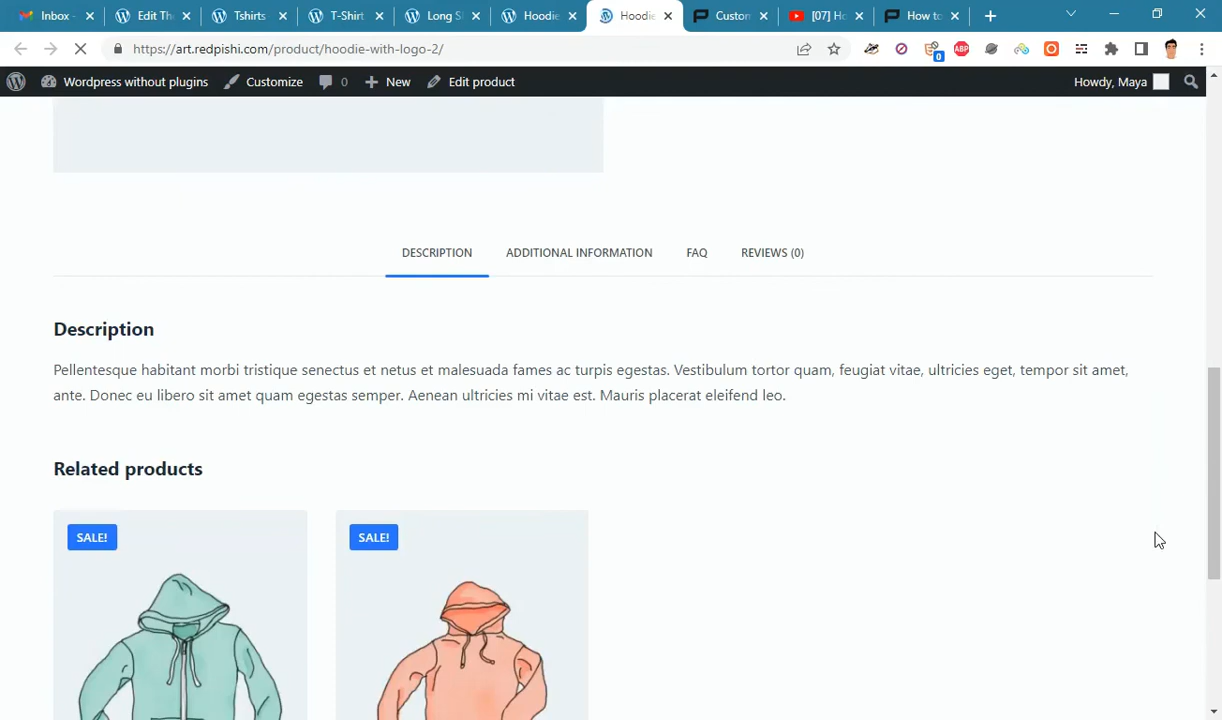 Inbox -
Edit The
Tshirts
T-Shirt
Long S
Hoodie
Hoodie
Custom
[07] Ho
How to
https://art.redpishi.com/product/hoodie-with-logo-2/
0
ABP
Wordpress without plugins
Customize
0
New
Edit product
Howdy, Maya
DESCRIPTION
ADDITIONAL INFORMATION
FAQ
REVIEWS (0)
Description
Pellentesque habitant morbi tristique senectus et netus et malesuada fames ac turpis egestas. Vestibulum tortor quam, feugiat vitae, ultricies eget, tempor sit amet,
ante. Donec eu libero sit amet quam egestas semper. Aenean ultricies mi vitae est. Mauris placerat eleifend leo.
Related products
SALE!
SALE!